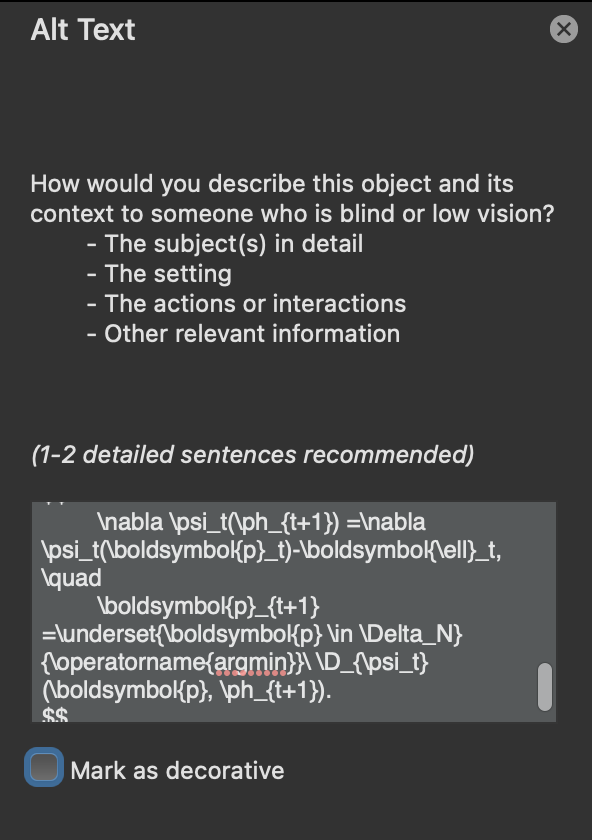 Alt Text
How would you describe this object and its
context to someone who is blind or low vision?
- The subject(s) in detail
- The setting
- The actions or interactions
- Other relevant information
(1-2 detailed sentences recommended)
\nabla \psi_t(\ph_{t+1}) =\nabla
\psi_t(\boldsymbol{p}_t)-\boldsymbol{\ell}_t,
\quad
\boldsymbol{p}_{t+1}
=\underset{\boldsymbol{p} \in \Delta_N}
{\operatorname{argmin}}\ \D_{\psi_t}
(\boldsymbol{p}, \ph_{t+1}).
$$
Mark as decorative